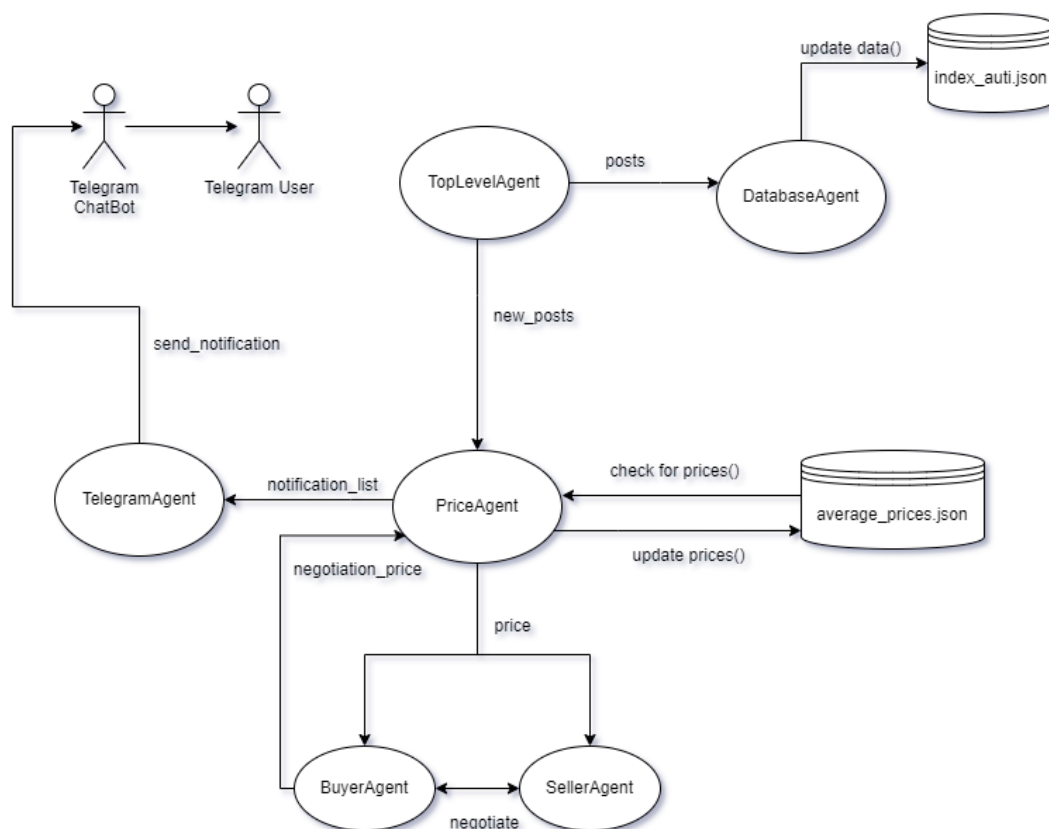 update data()
index_auti.json
Telegram
ChatBot
Telegram User
TopLevelAgent
posts
DatabaseAgent
new_posts
send_notification
TelegramAgent
notification_list
PriceAgent
check for prices()
average_prices.json
update prices()
negotiation_price
price
BuyerAgent
SellerAgent
negotiate